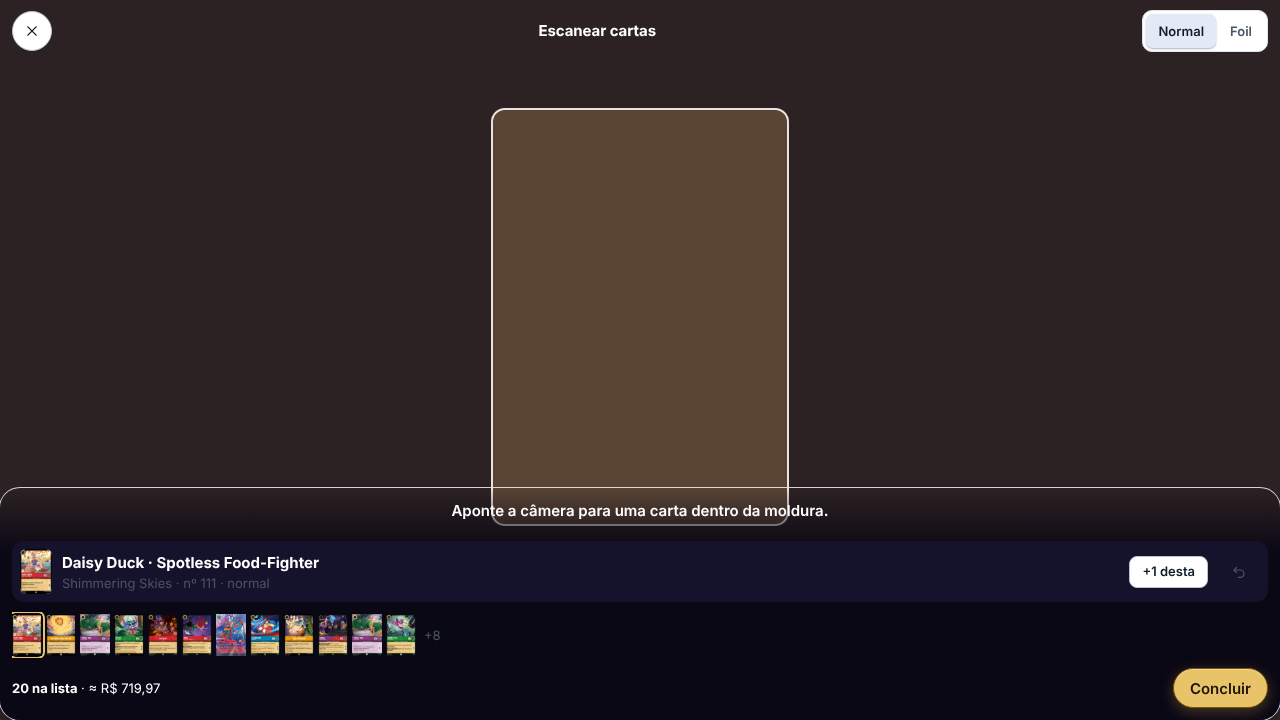 Escanear cartas
Normal
Foil
Aponte a câmera para uma carta dentro da moldura.
Daisy Duck · Spotless Food-Fighter
Shimmering Skies · nº 111 · normal
+1 desta
+8
20 na lista · ≈ R$ 719,97
Concluir